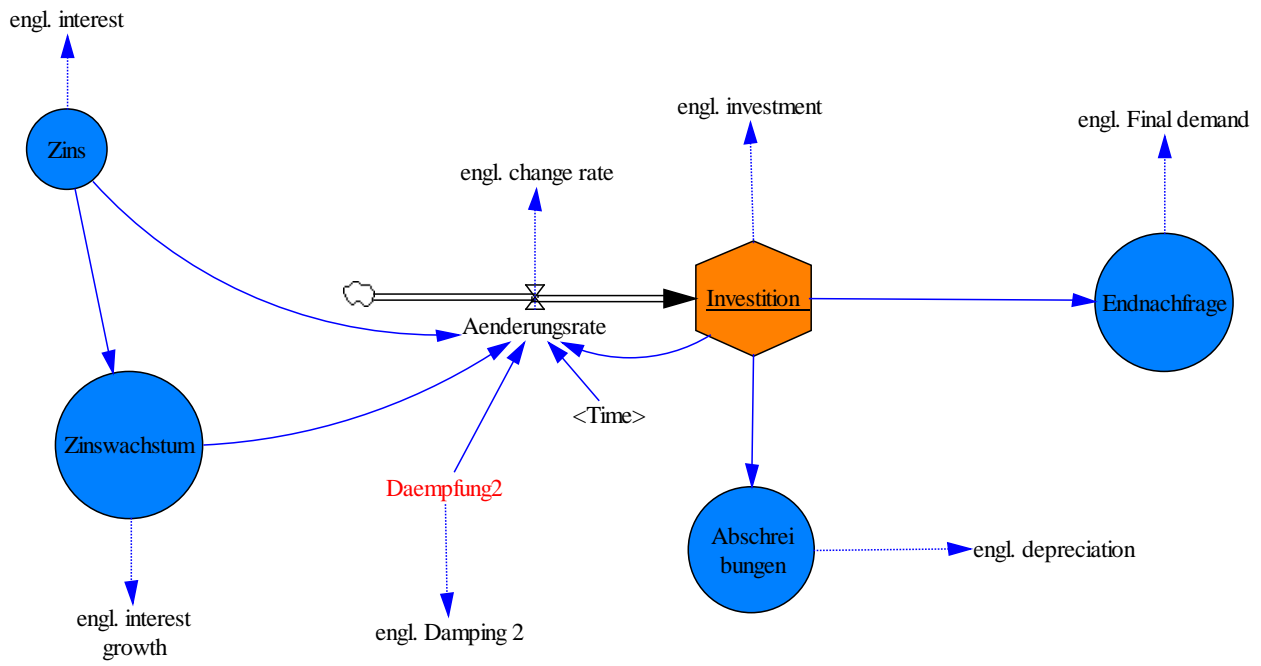 engl. interest
engl. investment
engl. Final demand
Zins
engl. change rate
Investition
Endnachfrage
Aenderungsrate
<Time>
Zinswachstum
Daempfung2
Abschrei
bungen
engl. depreciation
engl. interest
growth
engl. Damping 2